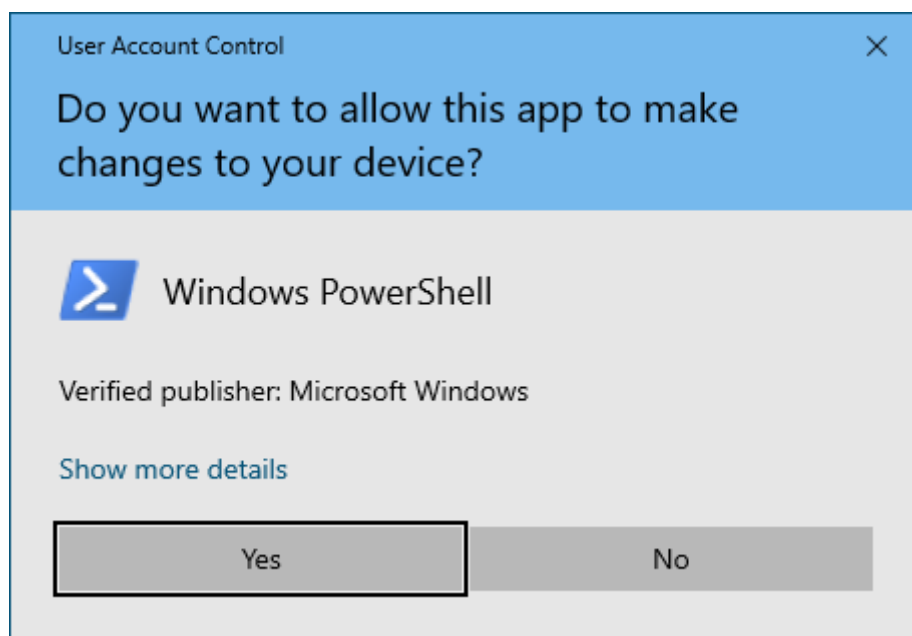 User Account Control
Do you want to allow this app to make
changes to your device?
Windows PowerShell
Verified publisher: Microsoft Windows
Show more details
Yes
No